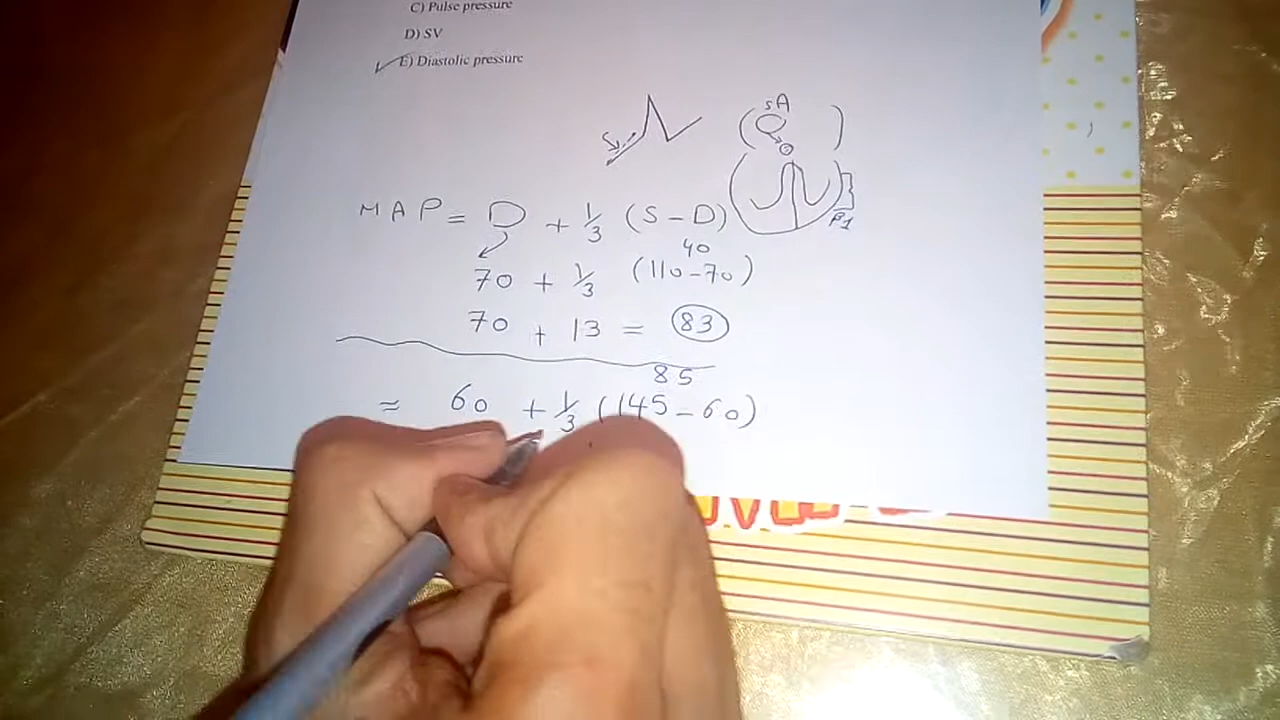 C) Pulse pressure
D) SV
E) Diastolic pressure
SA
MAP = D + 1/3 (S - D)
P1
40
70 + 1/3 (110-70)
70 + 13 = 83
85
≈ 60 + 1/3 (145-60)